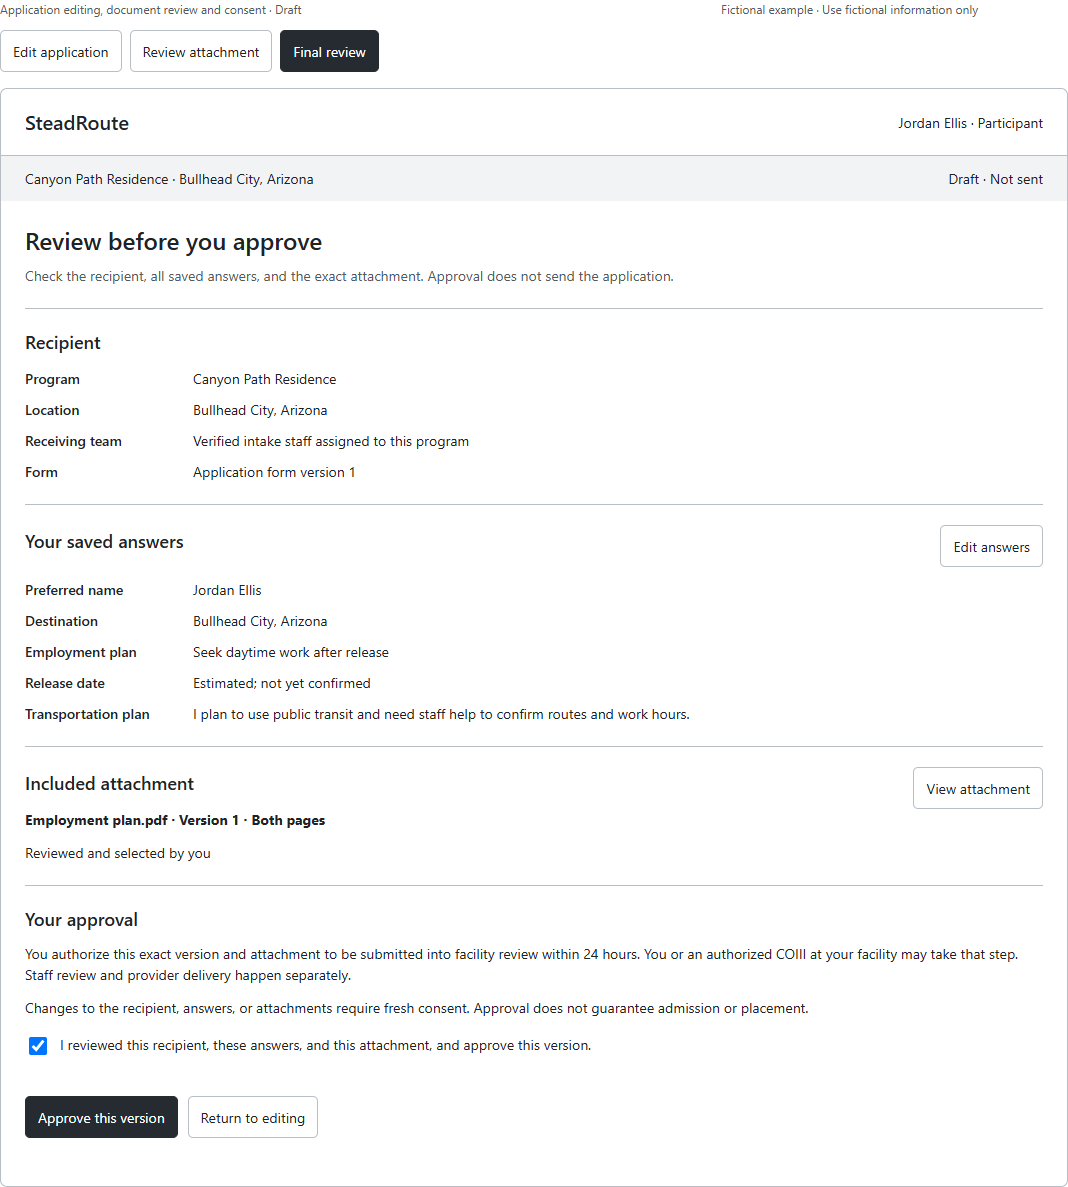 Application editing, document review and consent · Draft
Fictional example · Use fictional information only
Edit application
Review attachment
Final review
SteadRoute
Jordan Ellis · Participant
Canyon Path Residence · Bullhead City, Arizona
Draft · Not sent
Review before you approve
Check the recipient, all saved answers, and the exact attachment. Approval does not send the application.
Recipient
Program Canyon Path Residence
Location Bullhead City, Arizona
Receiving team Verified intake staff assigned to this program
Form Application form version 1
Your saved answers
Edit answers
Preferred name Jordan Ellis
Destination Bullhead City, Arizona
Employment plan Seek daytime work after release
Release date Estimated; not yet confirmed
Transportation plan I plan to use public transit and need staff help to confirm routes and work hours.
Included attachment
View attachment
Employment plan.pdf · Version 1 · Both pages
Reviewed and selected by you
Your approval
You authorize this exact version and attachment to be submitted into facility review within 24 hours. You or an authorized COIII at your facility may take that step.
Staff review and provider delivery happen separately.
Changes to the recipient, answers, or attachments require fresh consent. Approval does not guarantee admission or placement.
I reviewed this recipient, these answers, and this attachment, and approve this version.
Approve this version
Return to editing